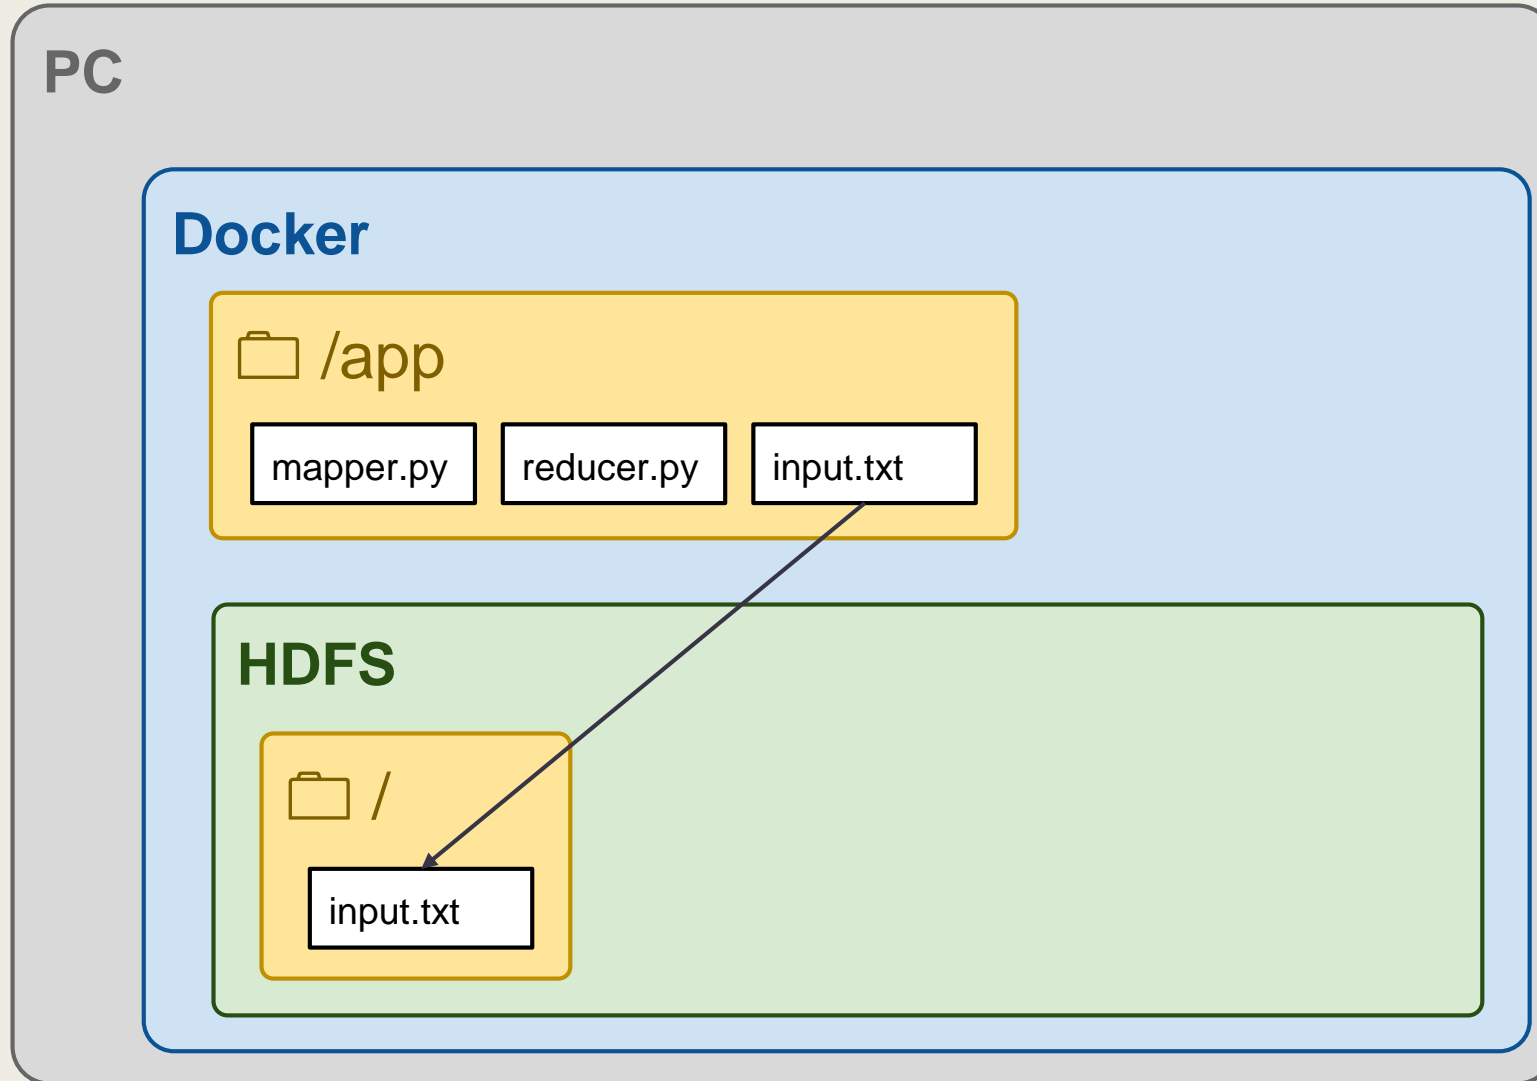 PC
Docker
/app
mapper.py
reducer.py
input.txt
HDFS
/
input.txt